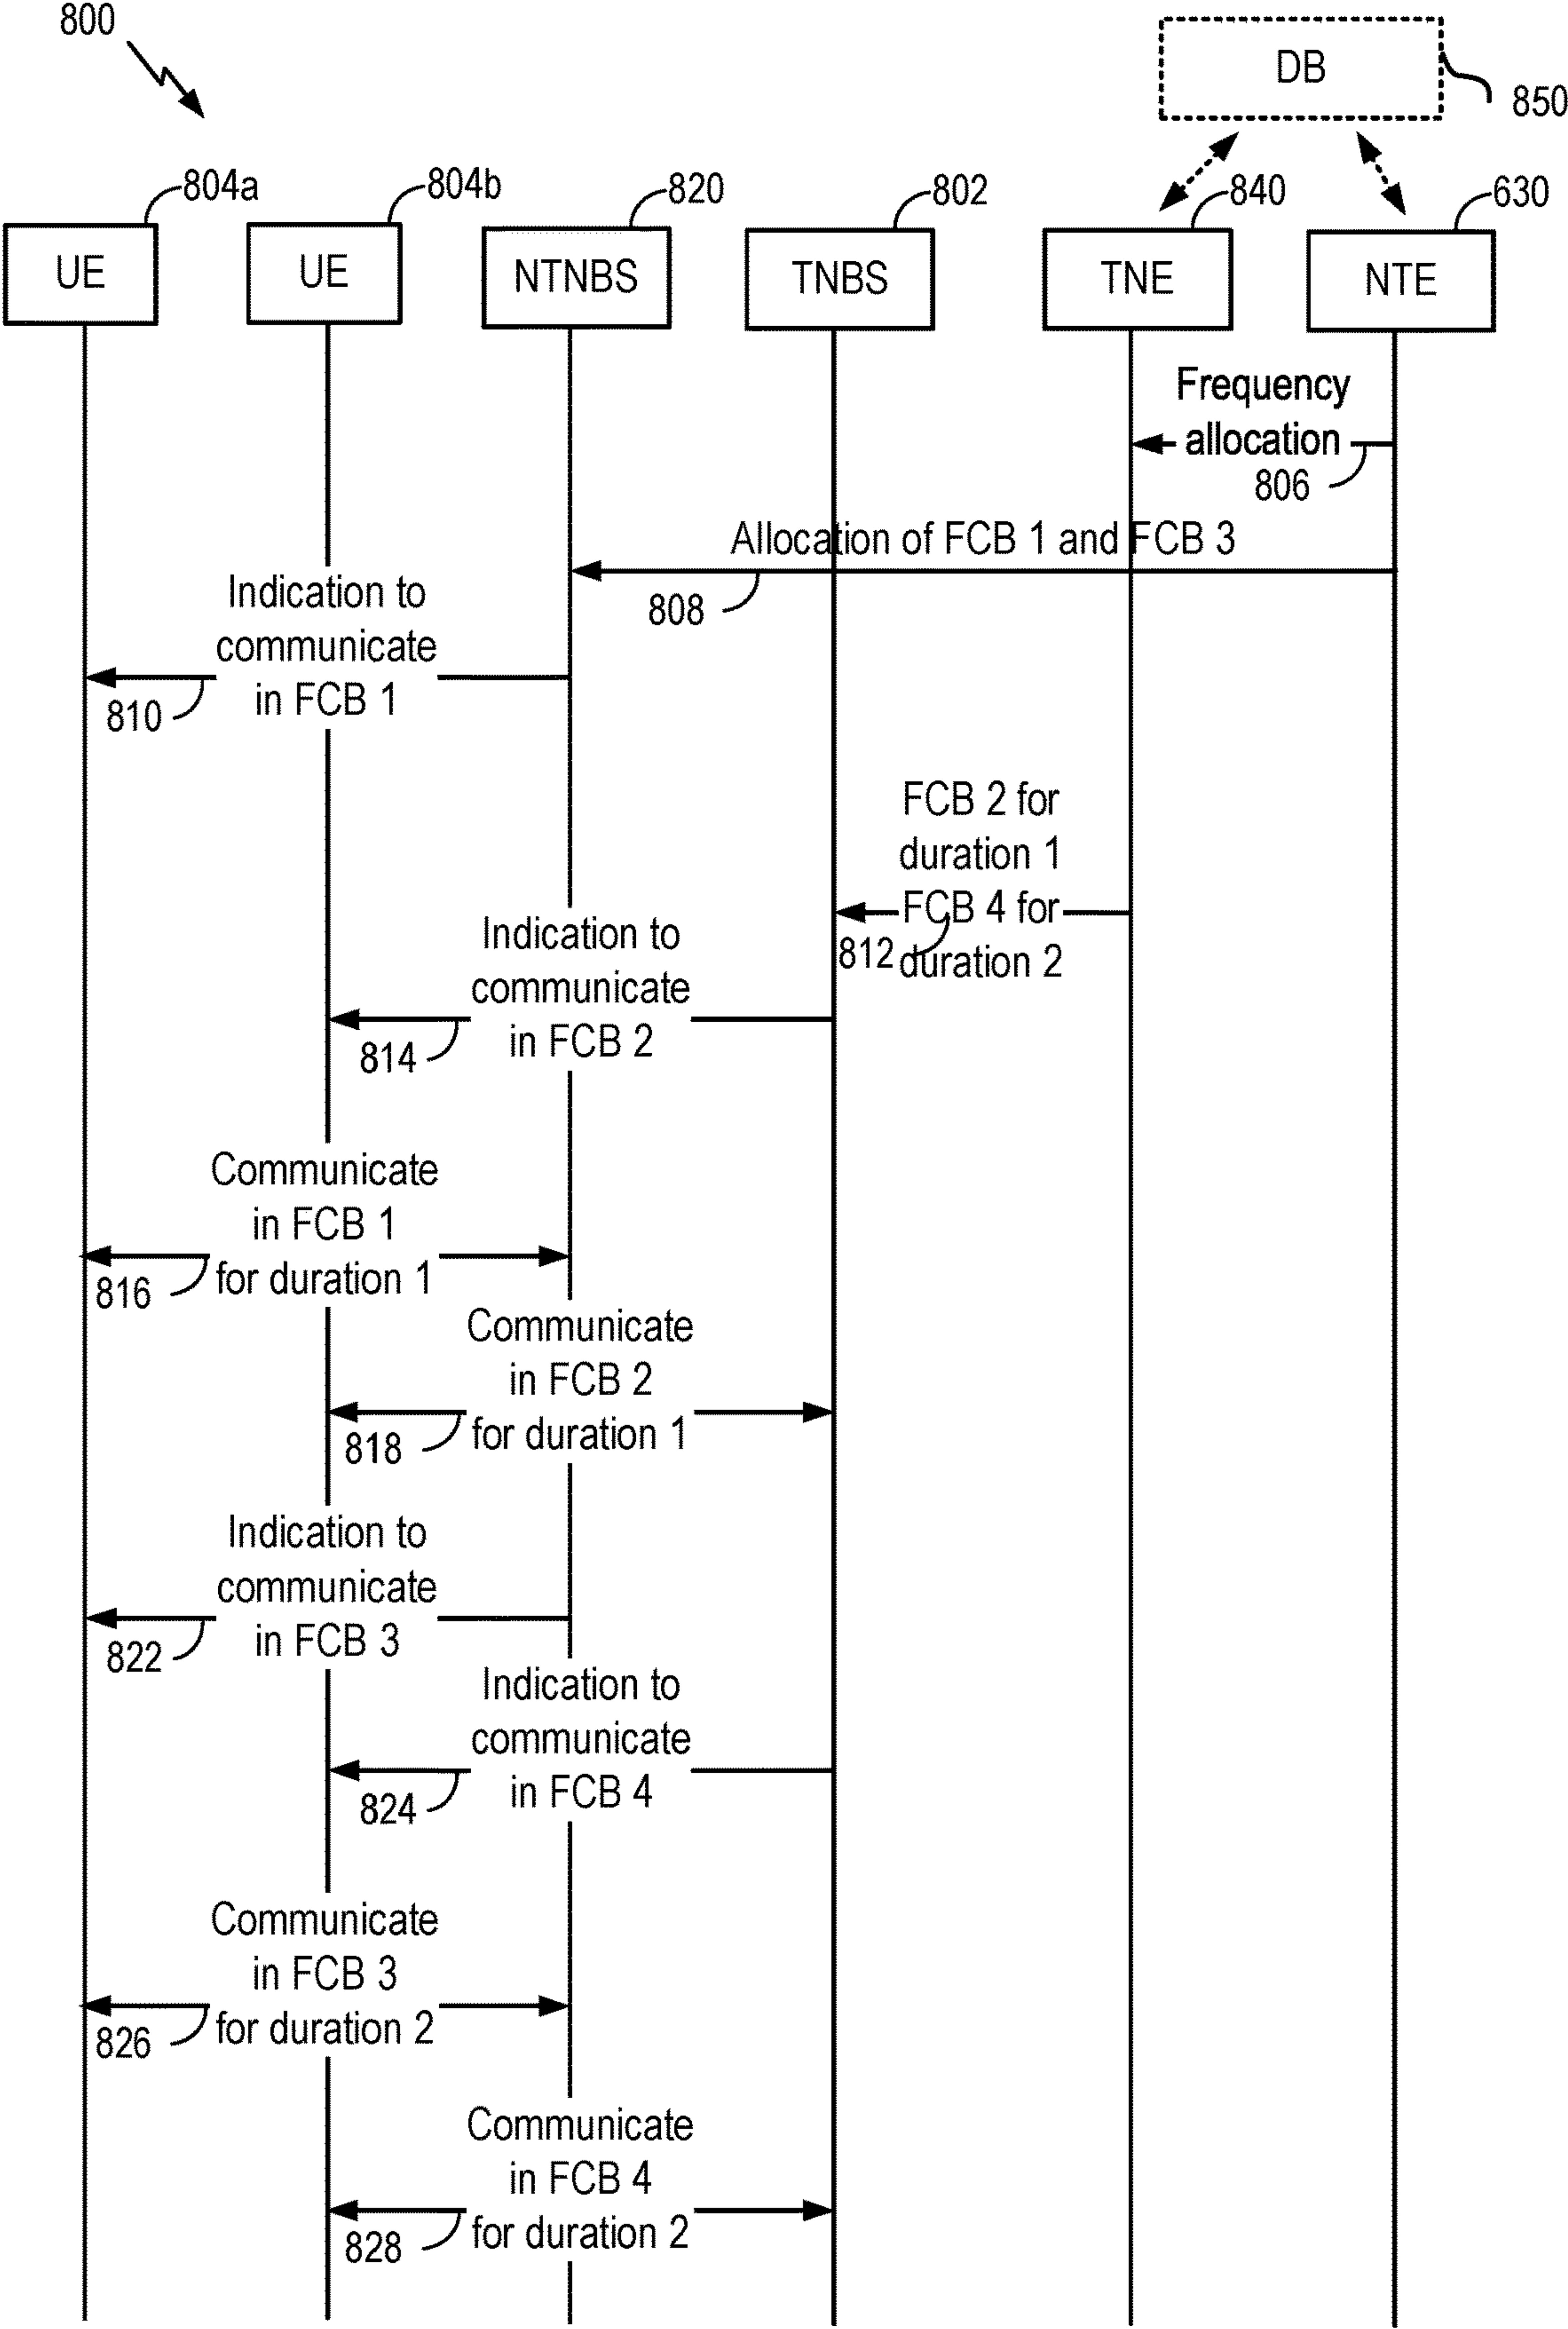 800
DB
850
804a
804b
820
802
840
630
UE
UE
NTNBS
TNBS
TNE
NTE
Frequency
allocation
806
Allocation of FCB 1 and FCB 3
808
Indication to
communicate
in FCB 1
810
FCB 2 for
duration 1
FCB 4 for
duration 2
812
Indication to
communicate
in FCB 2
814
Communicate
in FCB 1
for duration 1
816
Communicate
in FCB 2
for duration 1
818
Indication to
communicate
in FCB 3
822
Indication to
communicate
in FCB 4
824
Communicate
in FCB 3
for duration 2
826
Communicate
in FCB 4
for duration 2
828